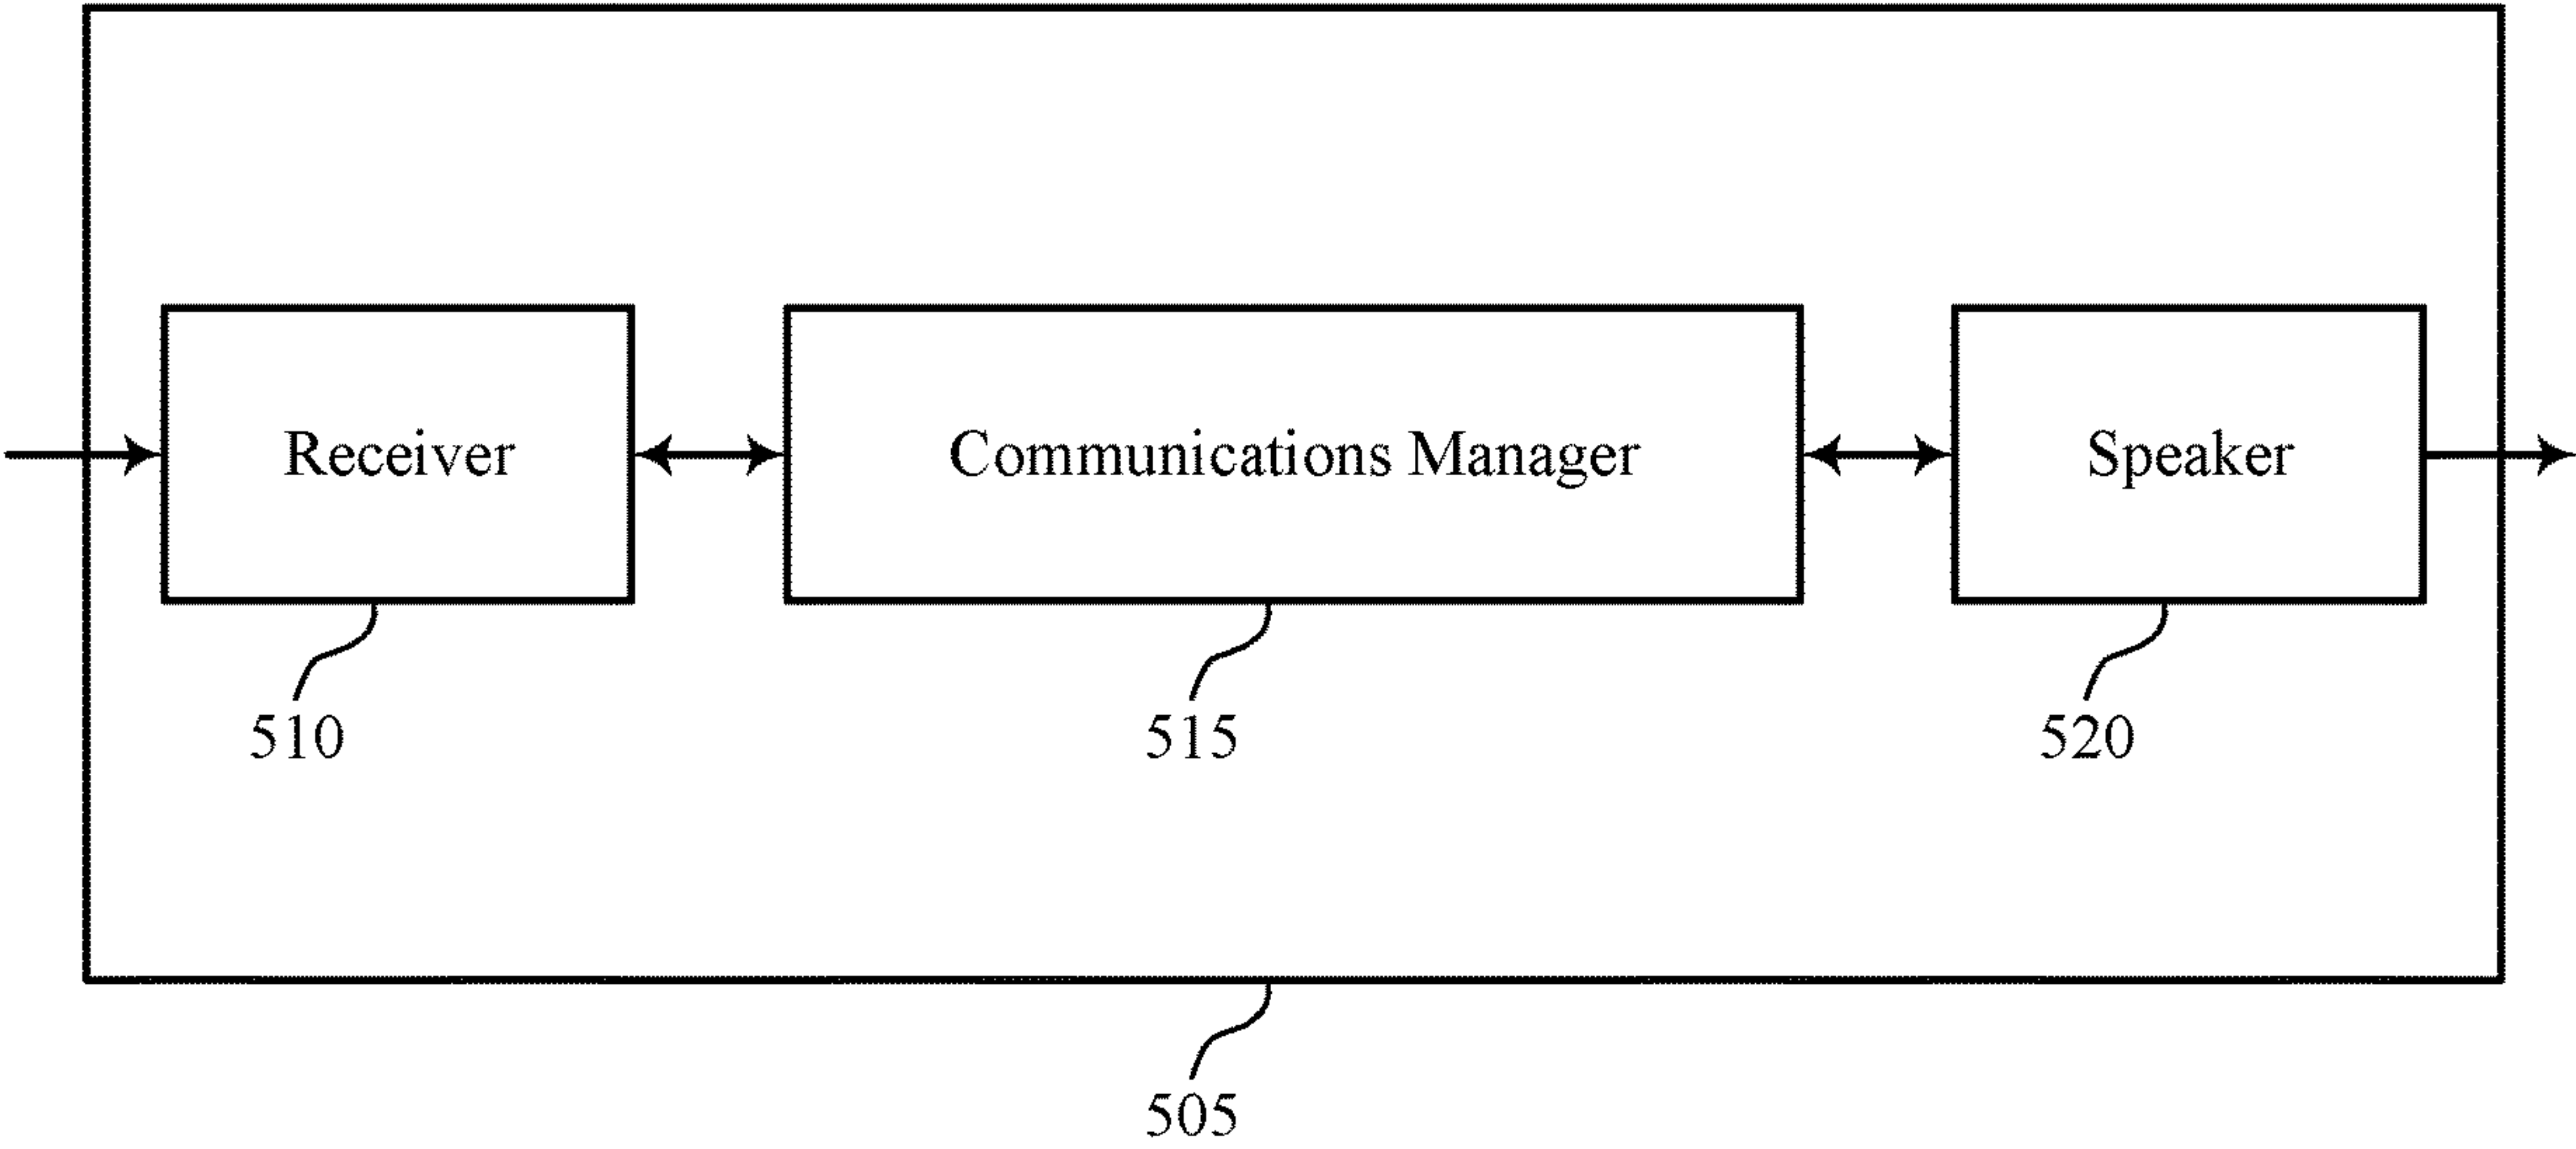 Receiver
Communications Manager
Speaker
510
515
520
505